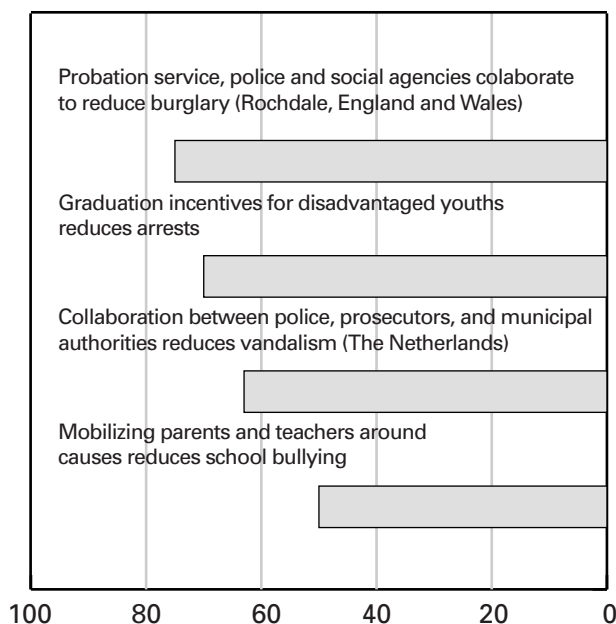 Probation service, police and social agencies colaborate
to reduce burglary (Rochdale, England and Wales)
Graduation incentives for disadvantaged youths
reduces arrests
Collaboration between police, prosecutors, and municipal
authorities reduces vandalism (The Netherlands)
Mobilizing parents and teachers around
causes reduces school bullying
100 80 60 40 20 0